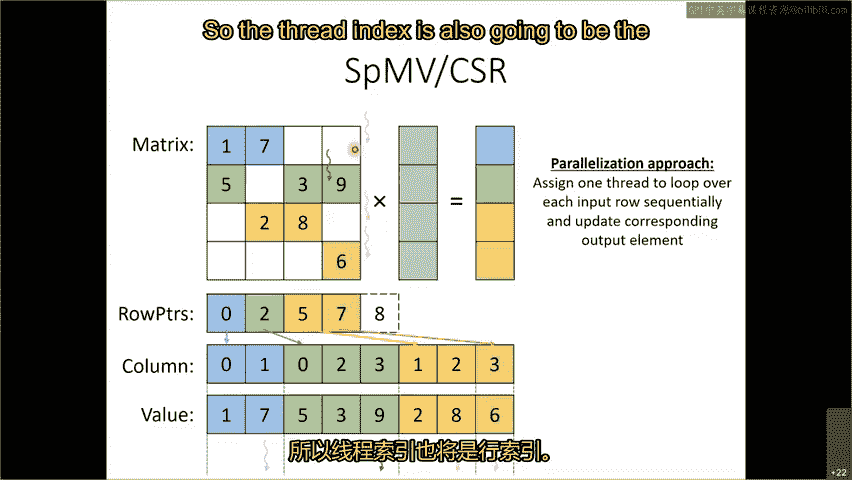 So the thread index is also going to be the
SpMV/CSR
Matrix:
1 7
5 3 9
2 8
6
×
=
Parallelization approach:
Assign one thread to loop over
each input row sequentially
and update corresponding
output element
RowPtrs: 0 2 5 7 8
Column: 0 1 0 2 3 1 2 3
Value: 1 7 5 3 9 2 8 6
所以线程索引也将是行索引。
+22